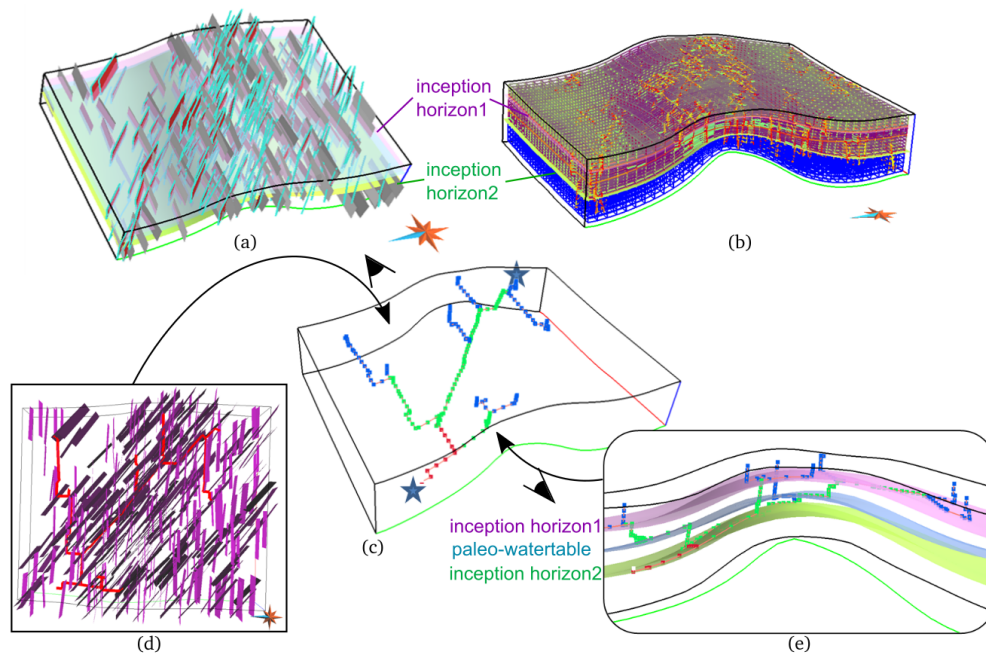 inception
horizon1
inception
horizon2
(a)
(b)
(c)
inception horizon1
paleo-watertable
inception horizon2
(d)
(e)